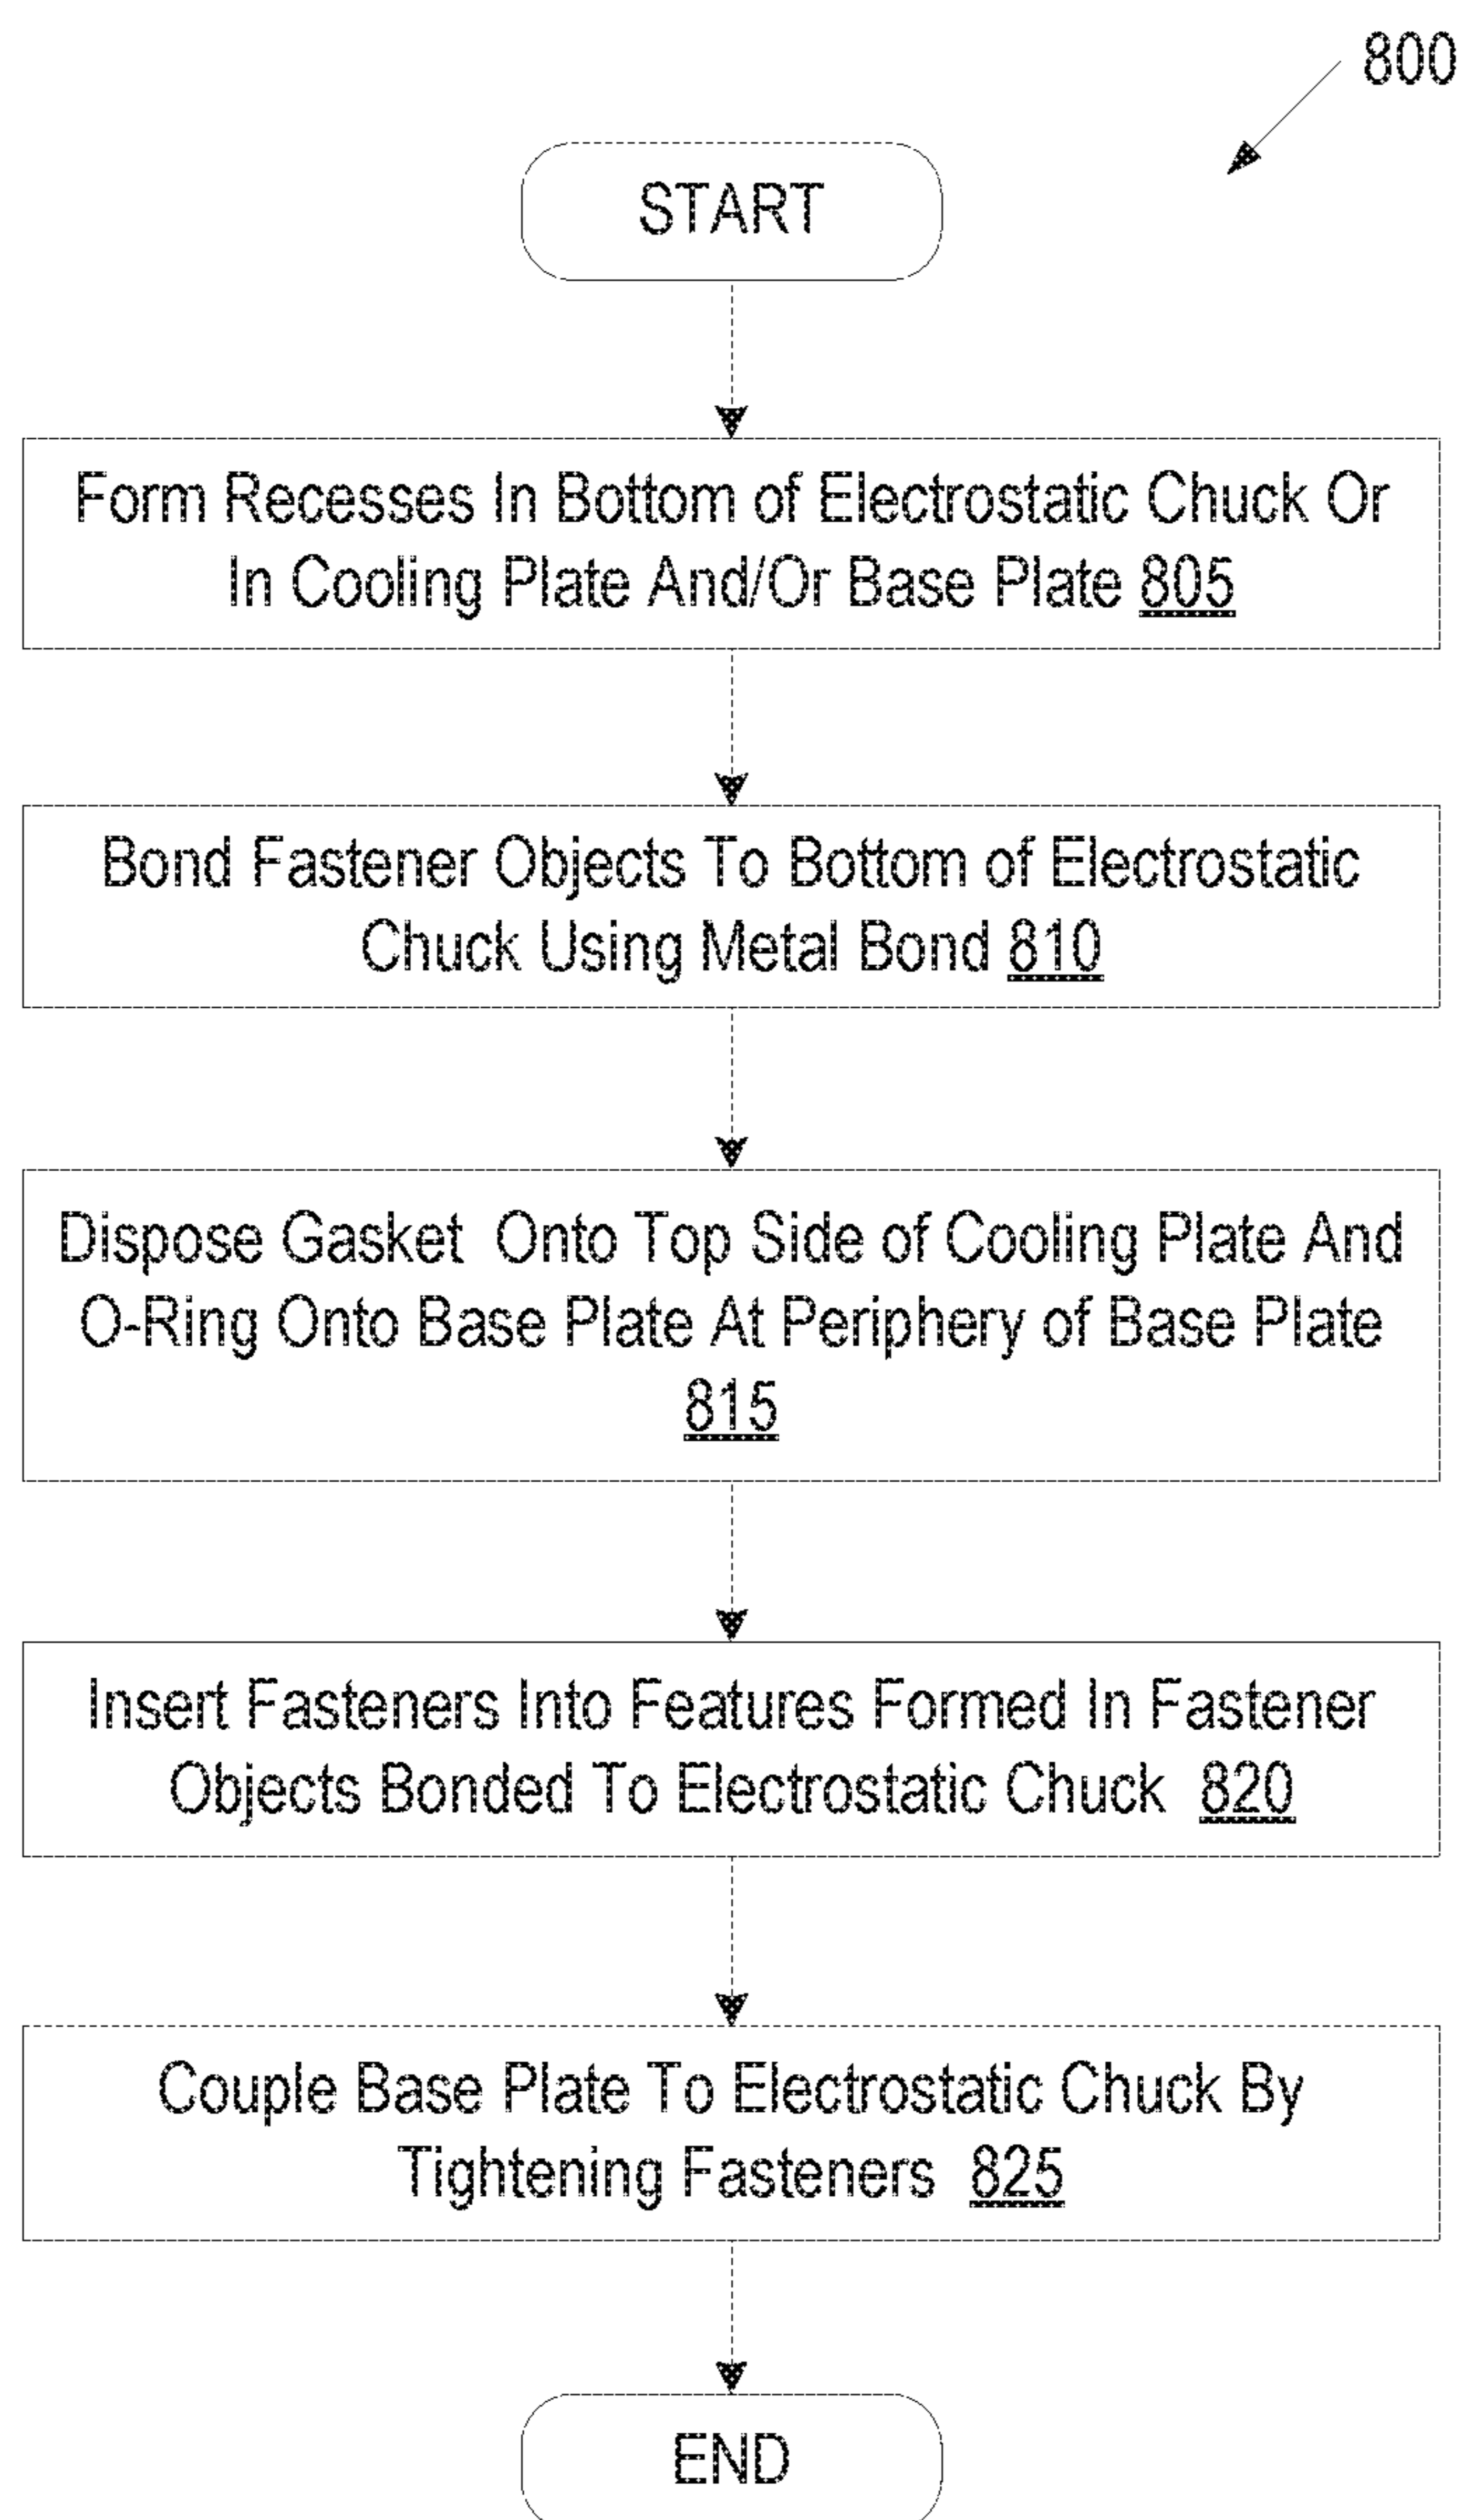 800
START
Form Recesses In Bottom of Electrostatic Chuck Or
In Cooling Plate And/Or Base Plate 805
Bond Fastener Objects To Bottom of Electrostatic
Chuck Using Metal Bond 810
Dispose Gasket Onto Top Side of Cooling Plate And
O-Ring Onto Base Plate At Periphery of Base Plate
815
Insert Fasteners Into Features Formed In Fastener
Objects Bonded To Electrostatic Chuck 820
Couple Base Plate To Electrostatic Chuck By
Tightening Fasteners 825
END